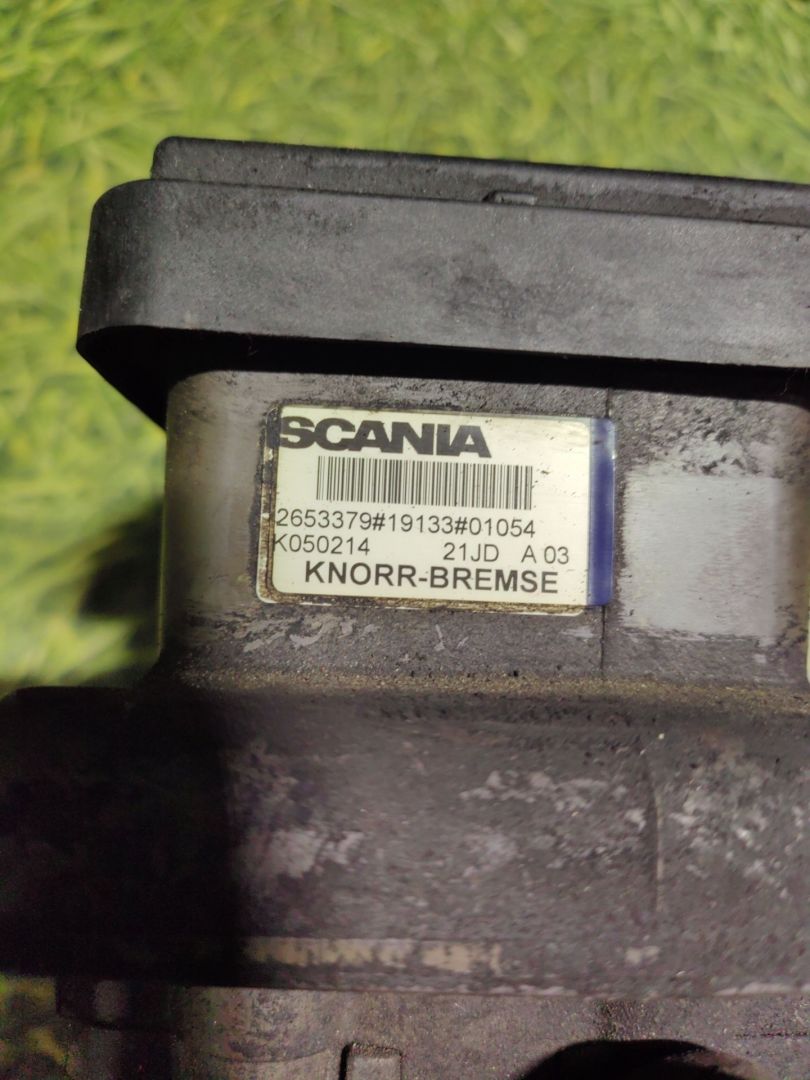 SCANIA
2653379#19133#01054
K050214 21JD A 03
KNORR-BREMSE